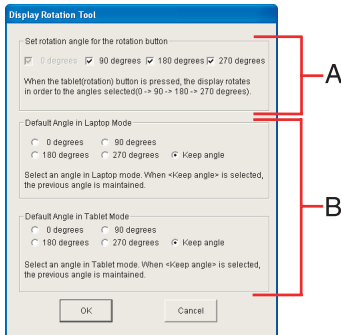 Display Rotation Tool
Set rotation angle for the rotation button
0 degrees 90 degrees 180 degrees 270 degrees
When the tablet(rotation) button is pressed, the display rotates
in order to the angles selected(0 -> 90 -> 180 -> 270 degrees).
A
Default Angle in Laptop Mode
0 degrees 90 degrees
180 degrees 270 degrees Keep angle
Select an angle in Laptop mode. When <Keep angle> is selected,
the previous angle is maintained.
B
Default Angle in Tablet Mode
0 degrees 90 degrees
180 degrees 270 degrees Keep angle
Select an angle in Tablet mode. When <Keep angle> is selected,
the previous angle is maintained.
OK Cancel